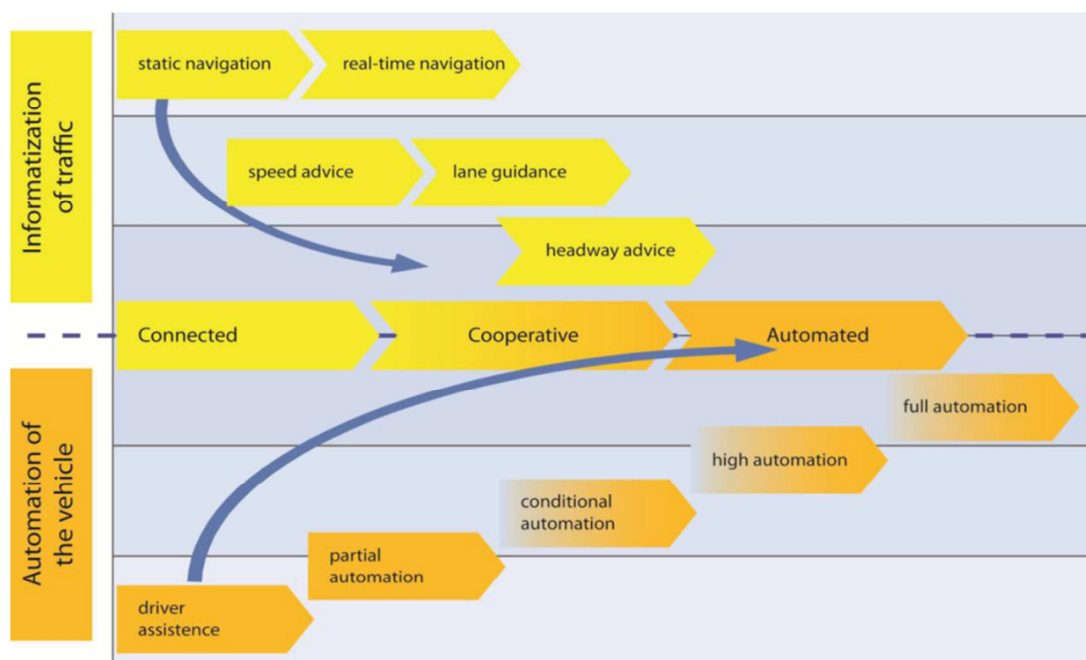 Informatization
of traffic
static navigation
real-time navigation
speed advice
lane guidance
headway advice
Connected
Cooperative
Automated
Automation of
the vehicle
full automation
high automation
conditional
automation
partial
automation
driver
assistence